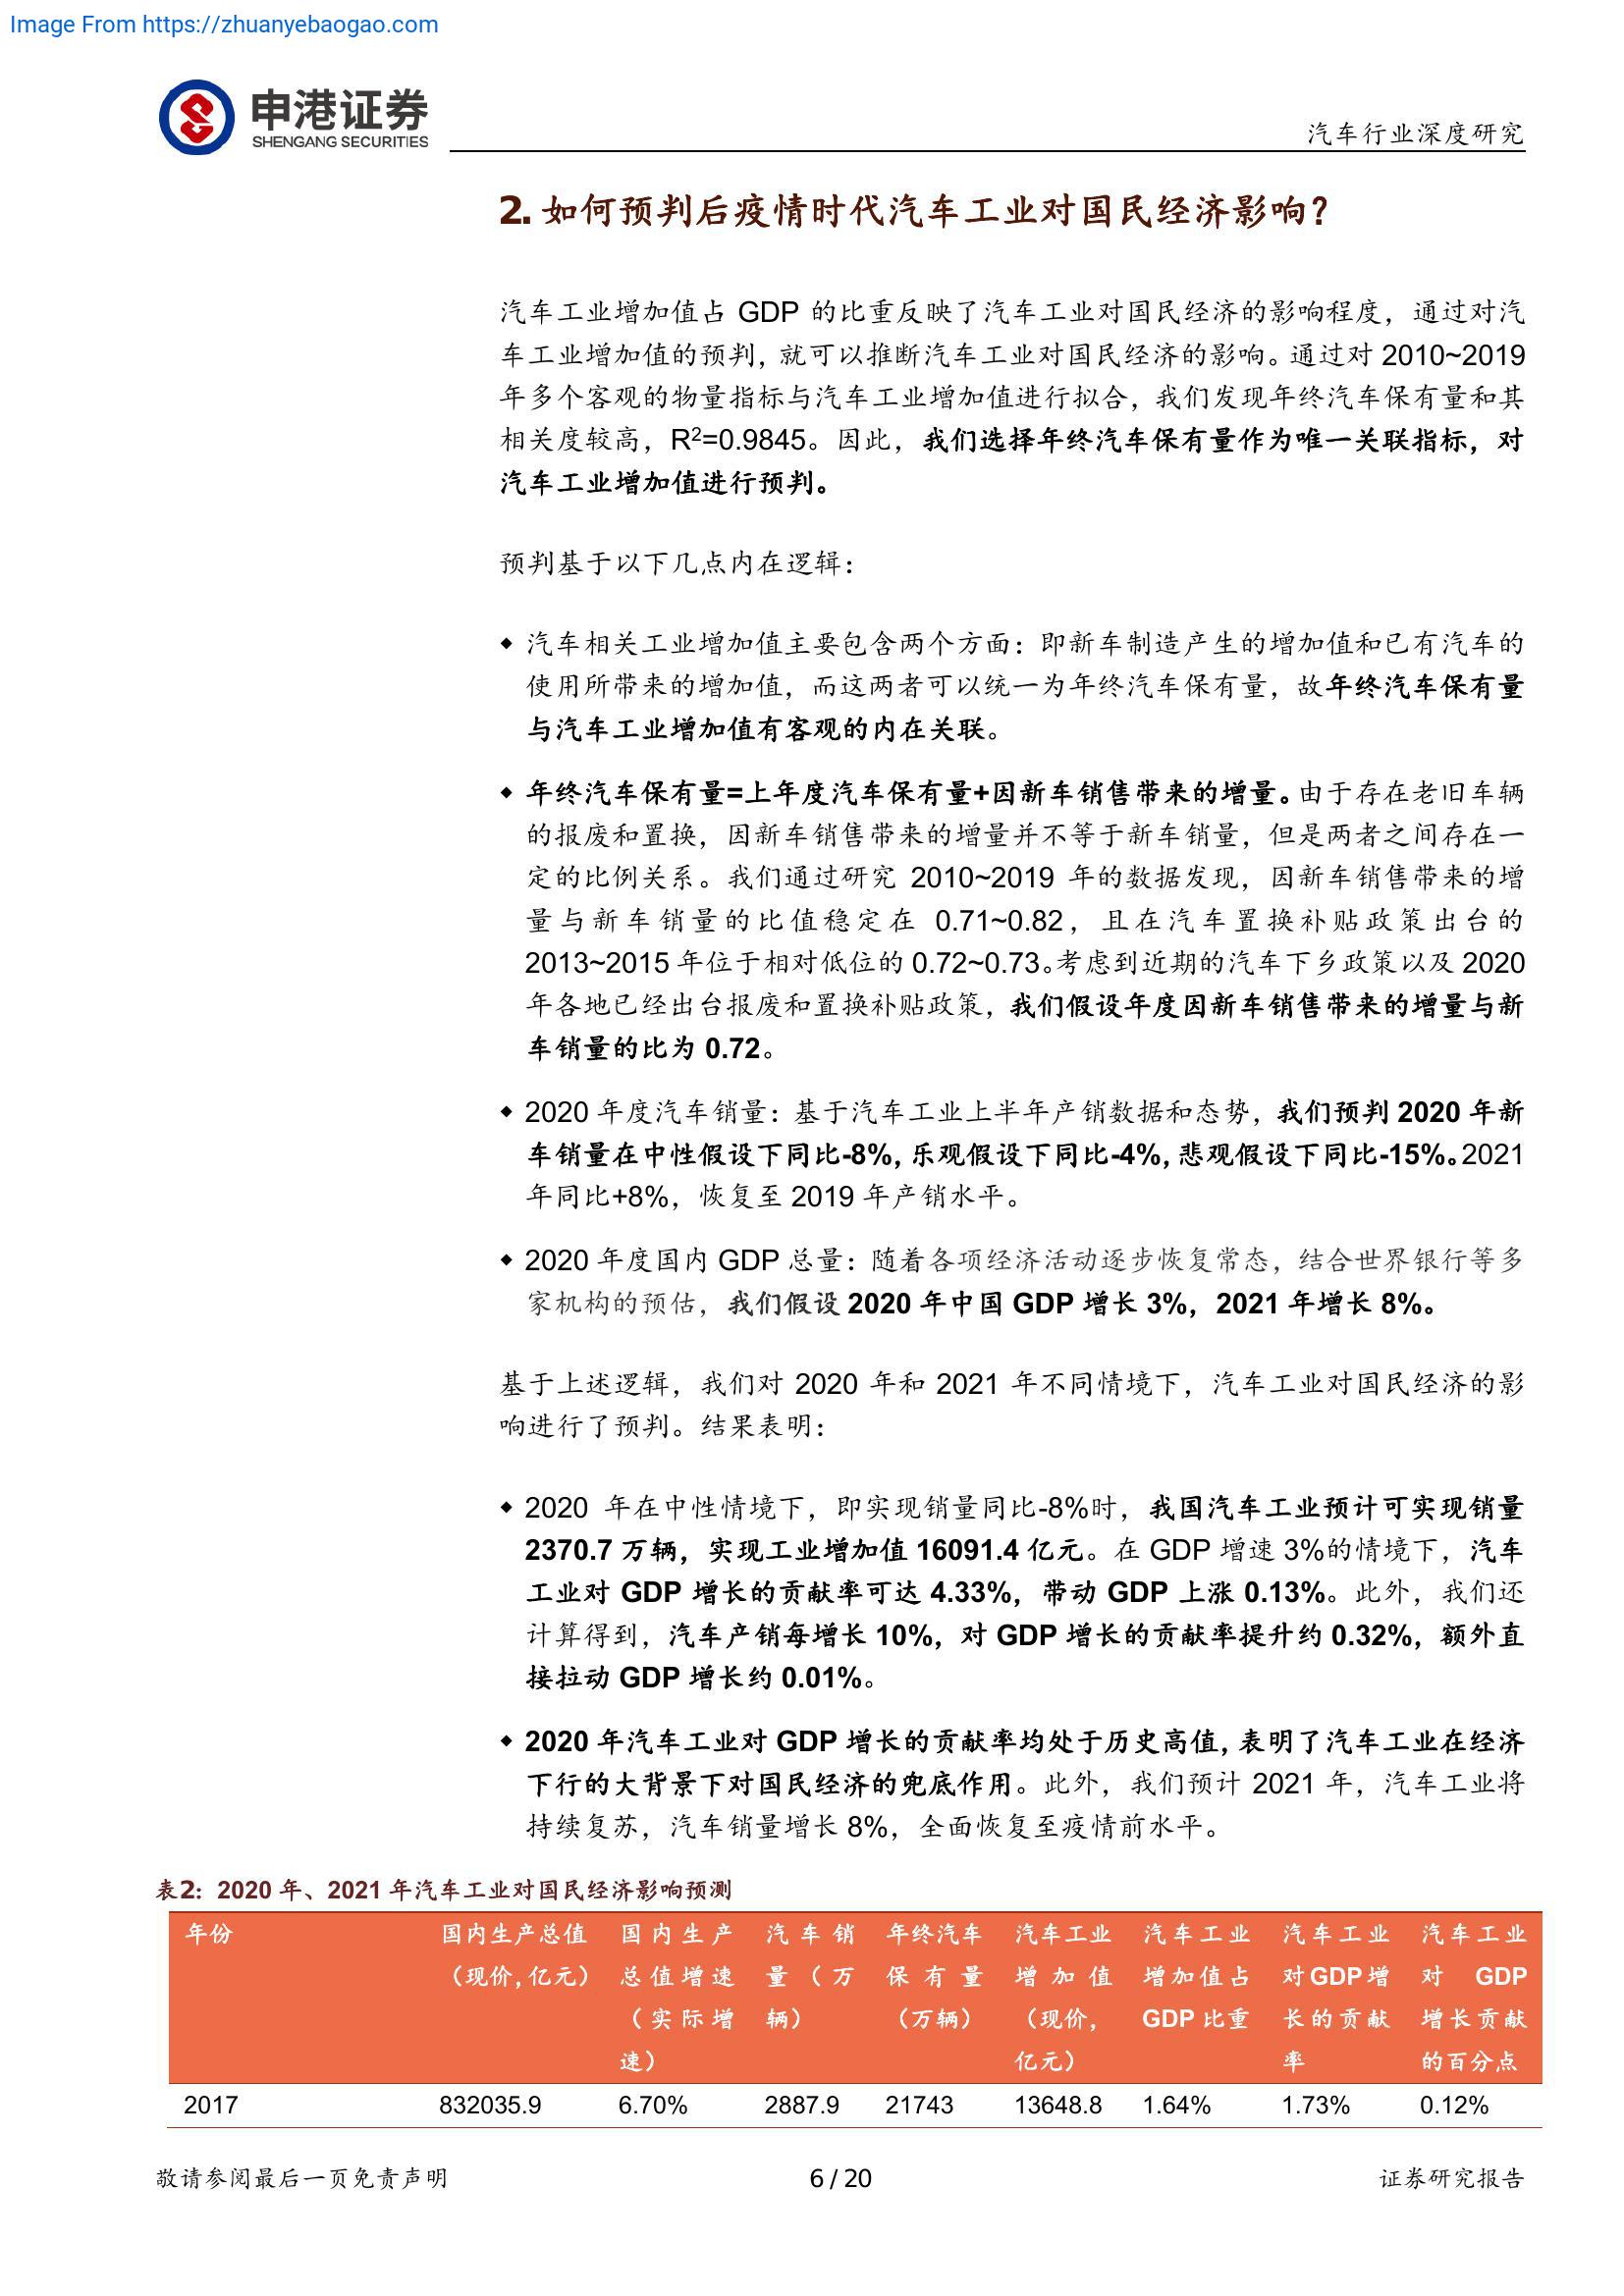 Image From https://zhuanyebaogao.com
申港证券
SHENGANG SECURITIES
汽车行业深度研究
2. 如何预判后疫情时代汽车工业对国民经济影响？
汽车工业增加值占 GDP 的比重反映了汽车工业对国民经济的影响程度，通过对汽
车工业增加值的预判，就可以推断汽车工业对国民经济的影响。通过对 2010~2019
年多个客观的物量指标与汽车工业增加值进行拟合，我们发现年终汽车保有量和其
相关度较高，R²=0.9845。因此，我们选择年终汽车保有量作为唯一关联指标，对
汽车工业增加值进行预判。
预判基于以下几点内在逻辑：
◆ 汽车相关工业增加值主要包含两个方面：即新车制造产生的增加值和已有汽车的
使用所带来的增加值，而这两者可以统一为年终汽车保有量，故年终汽车保有量
与汽车工业增加值有客观的内在关联。
◆ 年终汽车保有量=上年度汽车保有量+因新车销售带来的增量。由于存在老旧车辆
的报废和置换，因新车销售带来的增量并不等于新车销量，但是两者之间存在一
定的比例关系。我们通过研究 2010~2019 年的数据发现，因新车销售带来的增
量与新车销量的比值稳定在 0.71~0.82，且在汽车置换补贴政策出台的
2013~2015 年位于相对低位的 0.72~0.73。考虑到近期的汽车下乡政策以及 2020
年各地已经出台报废和置换补贴政策，我们假设年度因新车销售带来的增量与新
车销量的比为 0.72。
◆ 2020 年度汽车销量：基于汽车工业上半年产销数据和态势，我们预判 2020 年新
车销量在中性假设下同比-8%，乐观假设下同比-4%，悲观假设下同比-15%。2021
年同比+8%，恢复至 2019 年产销水平。
◆ 2020 年度国内 GDP 总量：随着各项经济活动逐步恢复常态，结合世界银行等多
家机构的预估，我们假设 2020 年中国 GDP 增长 3%，2021 年增长 8%。
基于上述逻辑，我们对 2020 年和 2021 年不同情境下，汽车工业对国民经济的影
响进行了预判。结果表明：
◆ 2020 年在中性情境下，即实现销量同比-8%时，我国汽车工业预计可实现销量
2370.7 万辆，实现工业增加值 16091.4 亿元。在 GDP 增速 3%的情境下，汽车
工业对 GDP 增长的贡献率可达 4.33%，带动 GDP 上涨 0.13%。此外，我们还
计算得到，汽车产销每增长 10%，对 GDP 增长的贡献率提升约 0.32%，额外直
接拉动 GDP 增长约 0.01%。
◆ 2020 年汽车工业对 GDP 增长的贡献率均处于历史高值，表明了汽车工业在经济
下行的大背景下对国民经济的兜底作用。此外，我们预计 2021 年，汽车工业将
持续复苏，汽车销量增长 8%，全面恢复至疫情前水平。
表2：2020 年、2021 年汽车工业对国民经济影响预测
年份 国内生产总值 国内生产 汽车销 年终汽车 汽车工业 汽车工业 汽车工业 汽车工业
（现价，亿元） 总值增速 量（万 保有量 增加值 增加值占 对GDP增 对 GDP
（实际增 辆） （万辆） （现价， GDP 比重 长的贡献 增长贡献
速） 亿元） 率 的百分点
2017 832035.9 6.70% 2887.9 21743 13648.8 1.64% 1.73% 0.12%
敬请参阅最后一页免责声明 6 / 20 证券研究报告